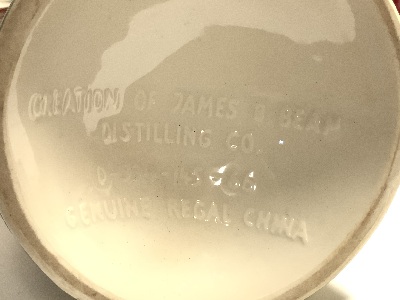 CREATION OF JAMES B BEAM
DISTILLING CO.
GENUINE REGAL CHINA